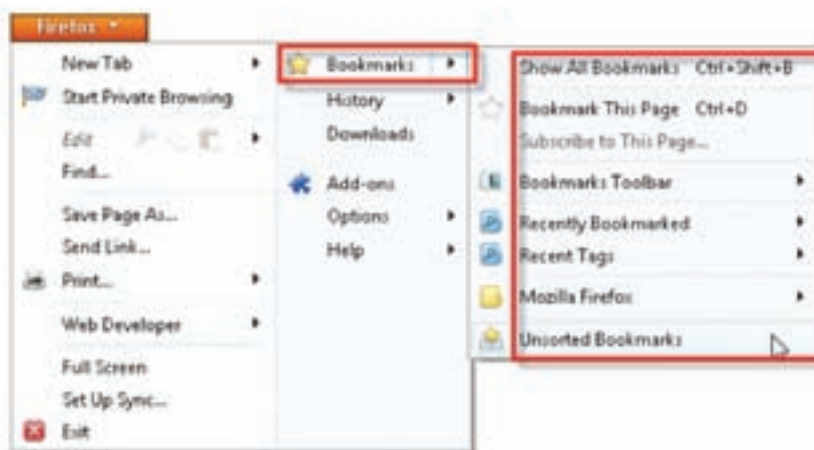 Firefox
New Tab
Start Private Browsing
Edit
Find...
Save Page As...
Send Link...
Print...
Web Developer
Full Screen
Set Up Sync...
Exit
Bookmarks
History
Downloads
Add-ons
Options
Help
Show All Bookmarks Ctrl+Shift+B
Bookmark This Page Ctrl+D
Subscribe to This Page...
Bookmarks Toolbar
Recently Bookmarked
Recent Tags
Mozilla Firefox
Unsorted Bookmarks